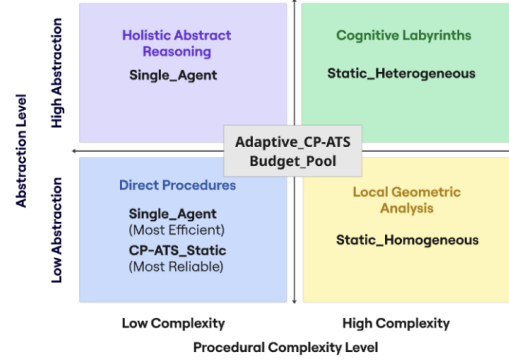 Abstraction Level
High Abstraction
Low Abstraction
Holistic Abstract
Reasoning
Single_Agent
Cognitive Labyrinths
Static_Heterogeneous
Adaptive_CP-ATS
Budget_Pool
Direct Procedures
Single_Agent
(Most Efficient)
CP-ATS_Static
(Most Reliable)
Local Geometric
Analysis
Static_Homogeneous
Low Complexity
High Complexity
Procedural Complexity Level